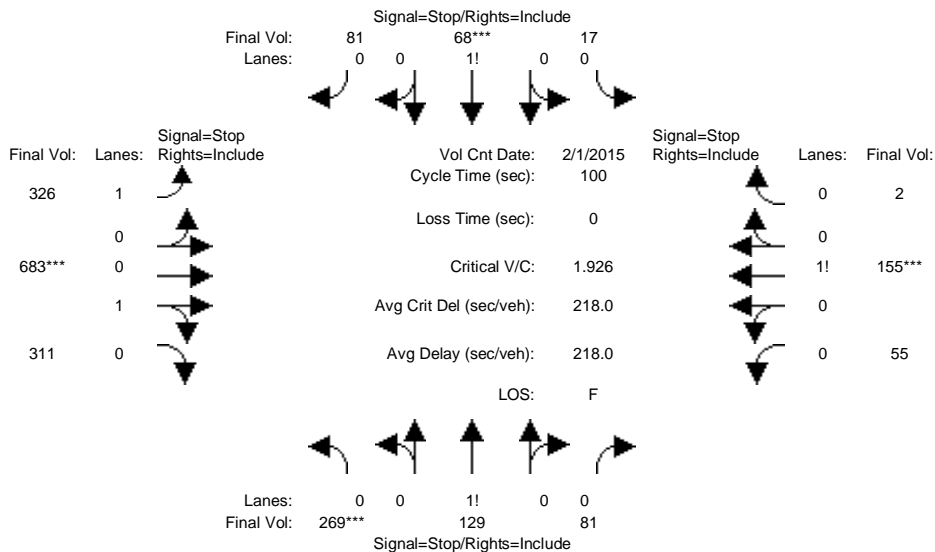 Signal=Stop/Rights=Include
Final Vol: 81 68*** 17
Lanes: 0 0 1! 0 0
Signal=Stop Signal=Stop
Final Vol: Lanes: Rights=Include Vol Cnt Date: 2/1/2015 Rights=Include Lanes: Final Vol:
Cycle Time (sec): 100
326 1 0 2
Loss Time (sec): 0
0 0
683*** 0 Critical V/C: 1.926 1! 155***
1 Avg Crit Del (sec/veh): 218.0 0
311 0 Avg Delay (sec/veh): 218.0 0 55
LOS: F
Lanes: 0 0 1! 0 0
Final Vol: 269*** 129 81
Signal=Stop/Rights=Include